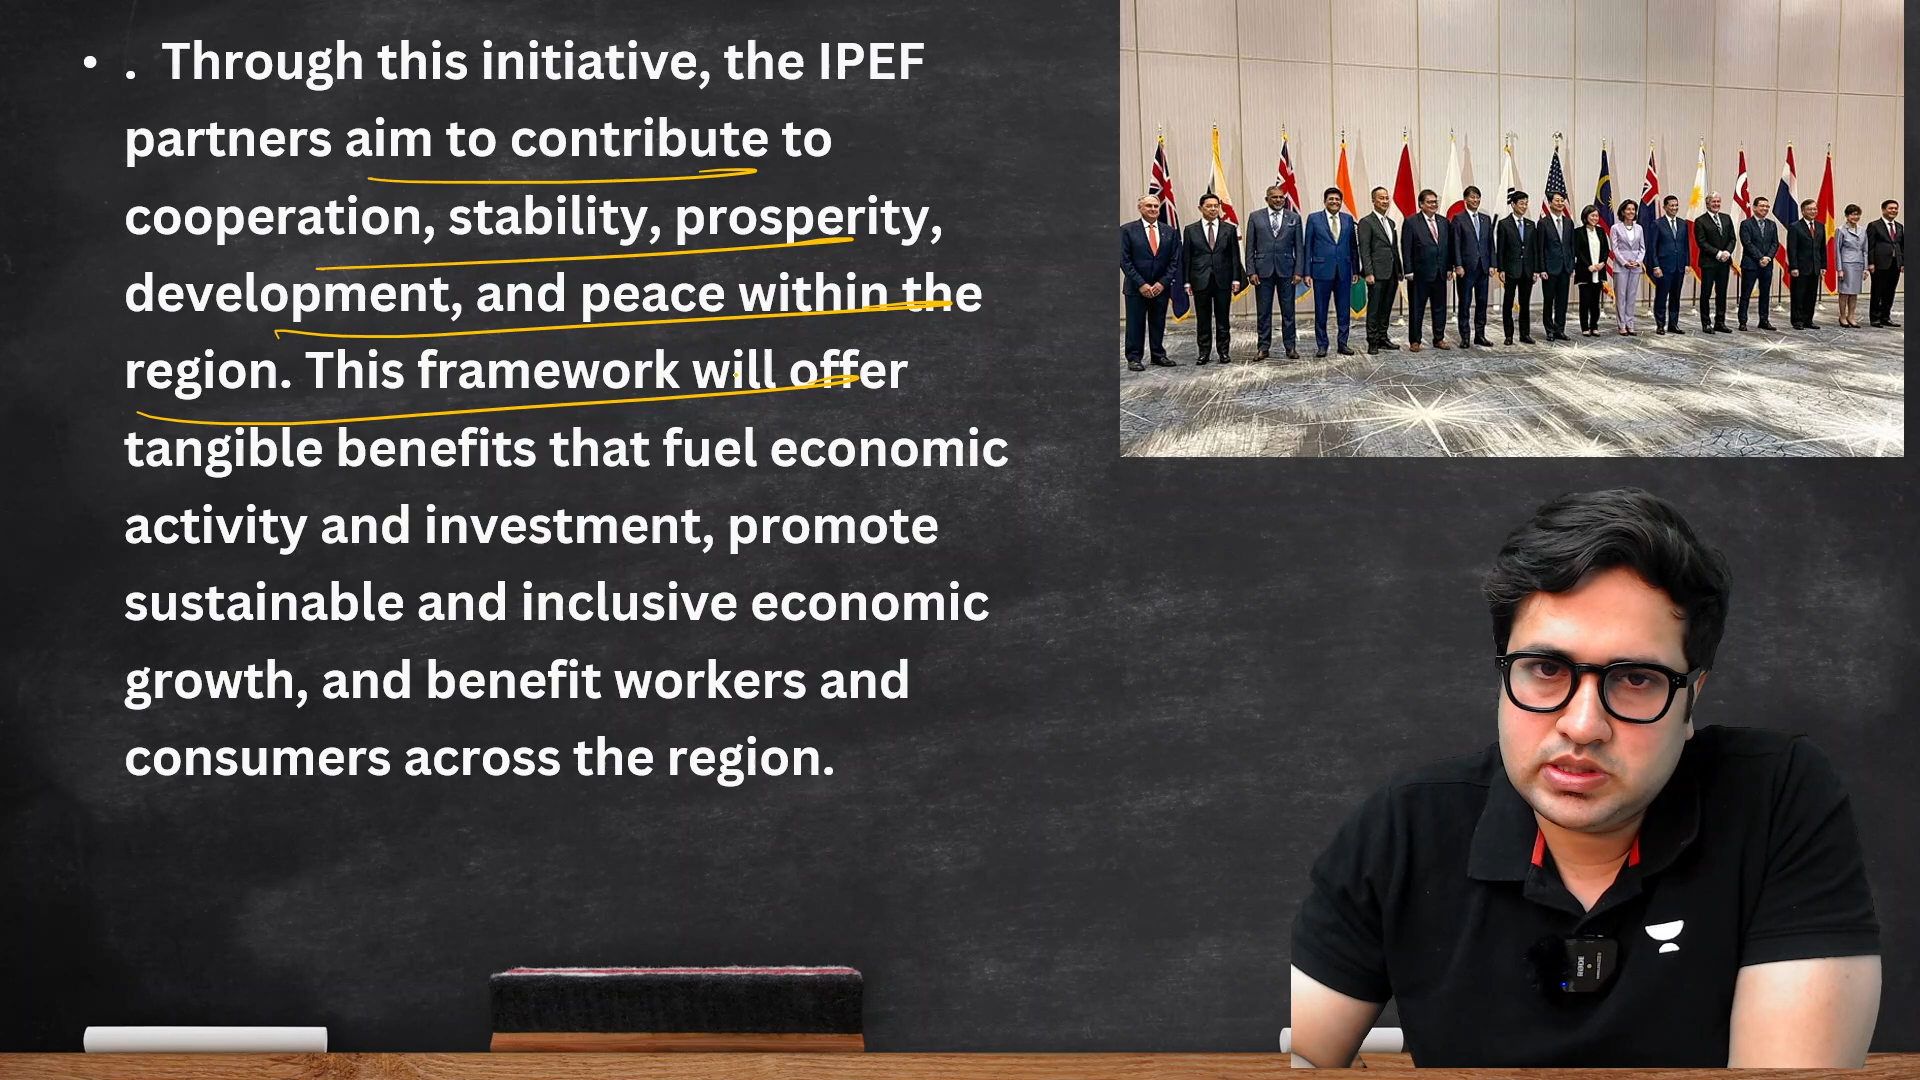 • . Through this initiative, the IPEF
partners aim to contribute to
cooperation, stability, prosperity,
development, and peace within the
region. This framework will offer
tangible benefits that fuel economic
activity and investment, promote
sustainable and inclusive economic
growth, and benefit workers and
consumers across the region.
RØDE